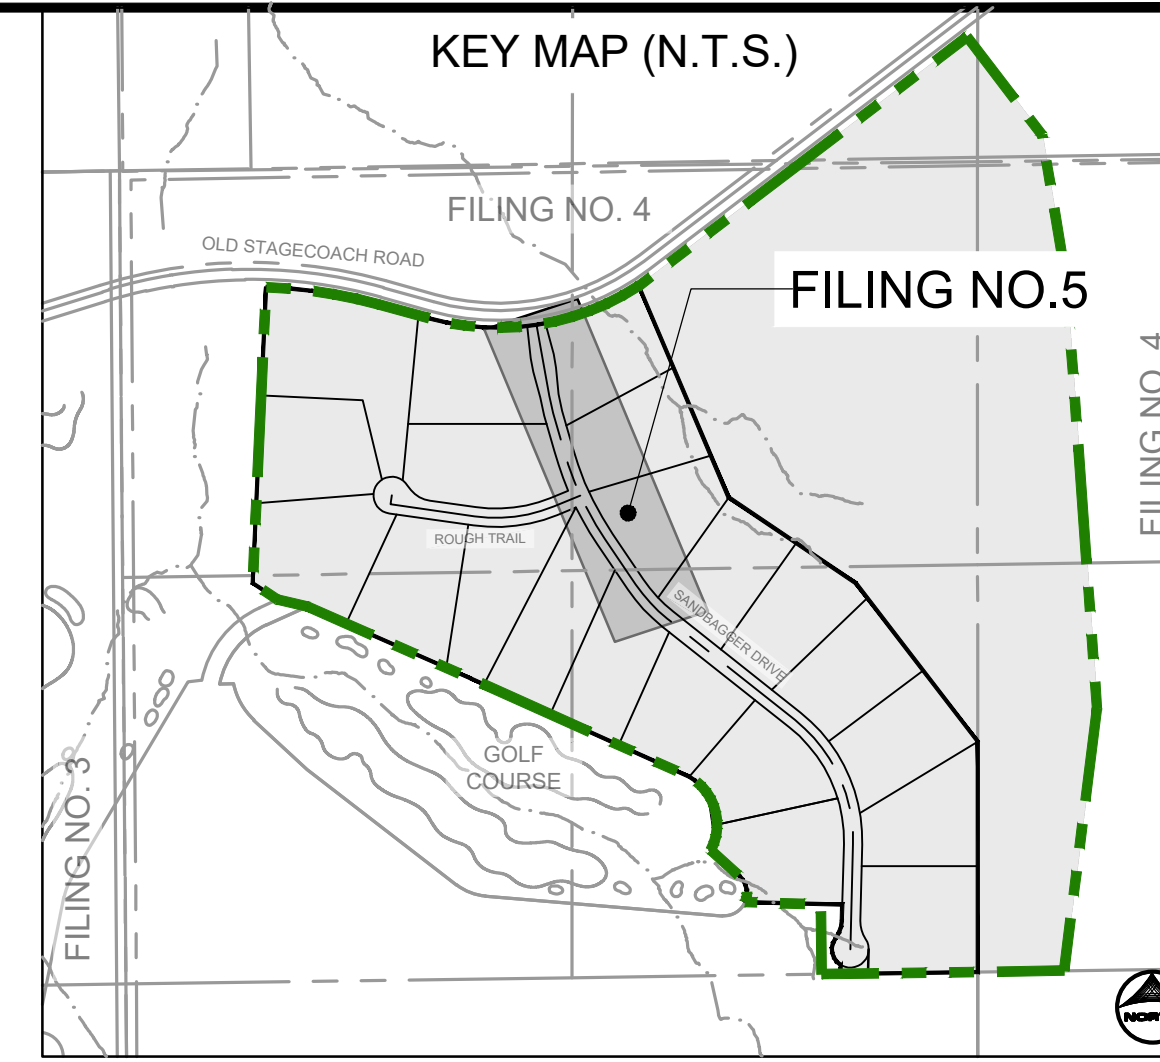 KEY MAP (N.T.S.)
FILING NO. 4
OLD STAGECOACH ROAD
FILING NO.5
FILING NO. 4
ROUGH TRAIL
SANDBAGGER DRIVE
GOLF
COURSE
FILING NO. 3